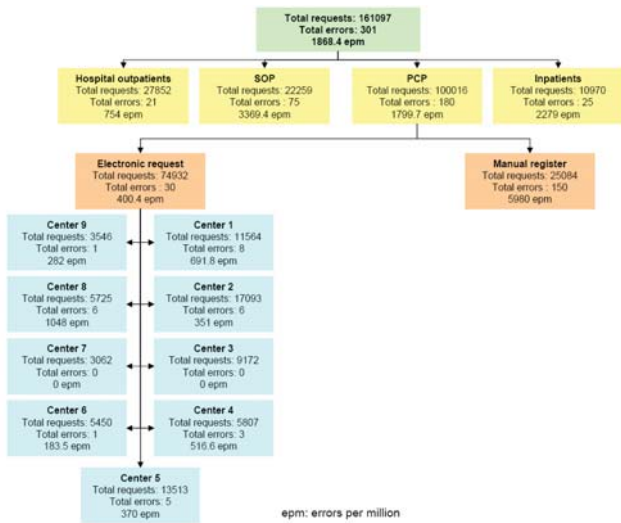 Total requests: 161097
Total errors: 301
1868.4 epm
Hospital outpatients
Total requests: 27852
Total errors: 21
754 epm
SOP
Total requests: 22259
Total errors: 75
3369.4 epm
PCP
Total requests: 100016
Total errors : 180
1799.7 epm
Inpatients
Total requests: 10970
Total errors : 25
2279 epm
Electronic request
Total requests: 74932
Total errors : 30
400.4 epm
Manual register
Total requests: 25084
Total errors : 150
5980 epm
Center 9
Total requests: 3546
Total errors : 1
282 epm
Center 1
Total requests: 11564
Total errors : 8
691.8 epm
Center 8
Total requests: 5725
Total errors : 6
1048 epm
Center 2
Total requests: 17093
Total errors : 6
351 epm
Center 7
Total requests: 3062
Total errors : 0
0 epm
Center 3
Total requests: 9172
Total errors : 0
0 epm
Center 6
Total requests: 5450
Total errors : 1
183.5 epm
Center 4
Total requests: 5807
Total errors : 3
516.6 epm
Center 5
Total requests: 13513
Total errors : 5
370 epm
epm: errors per million